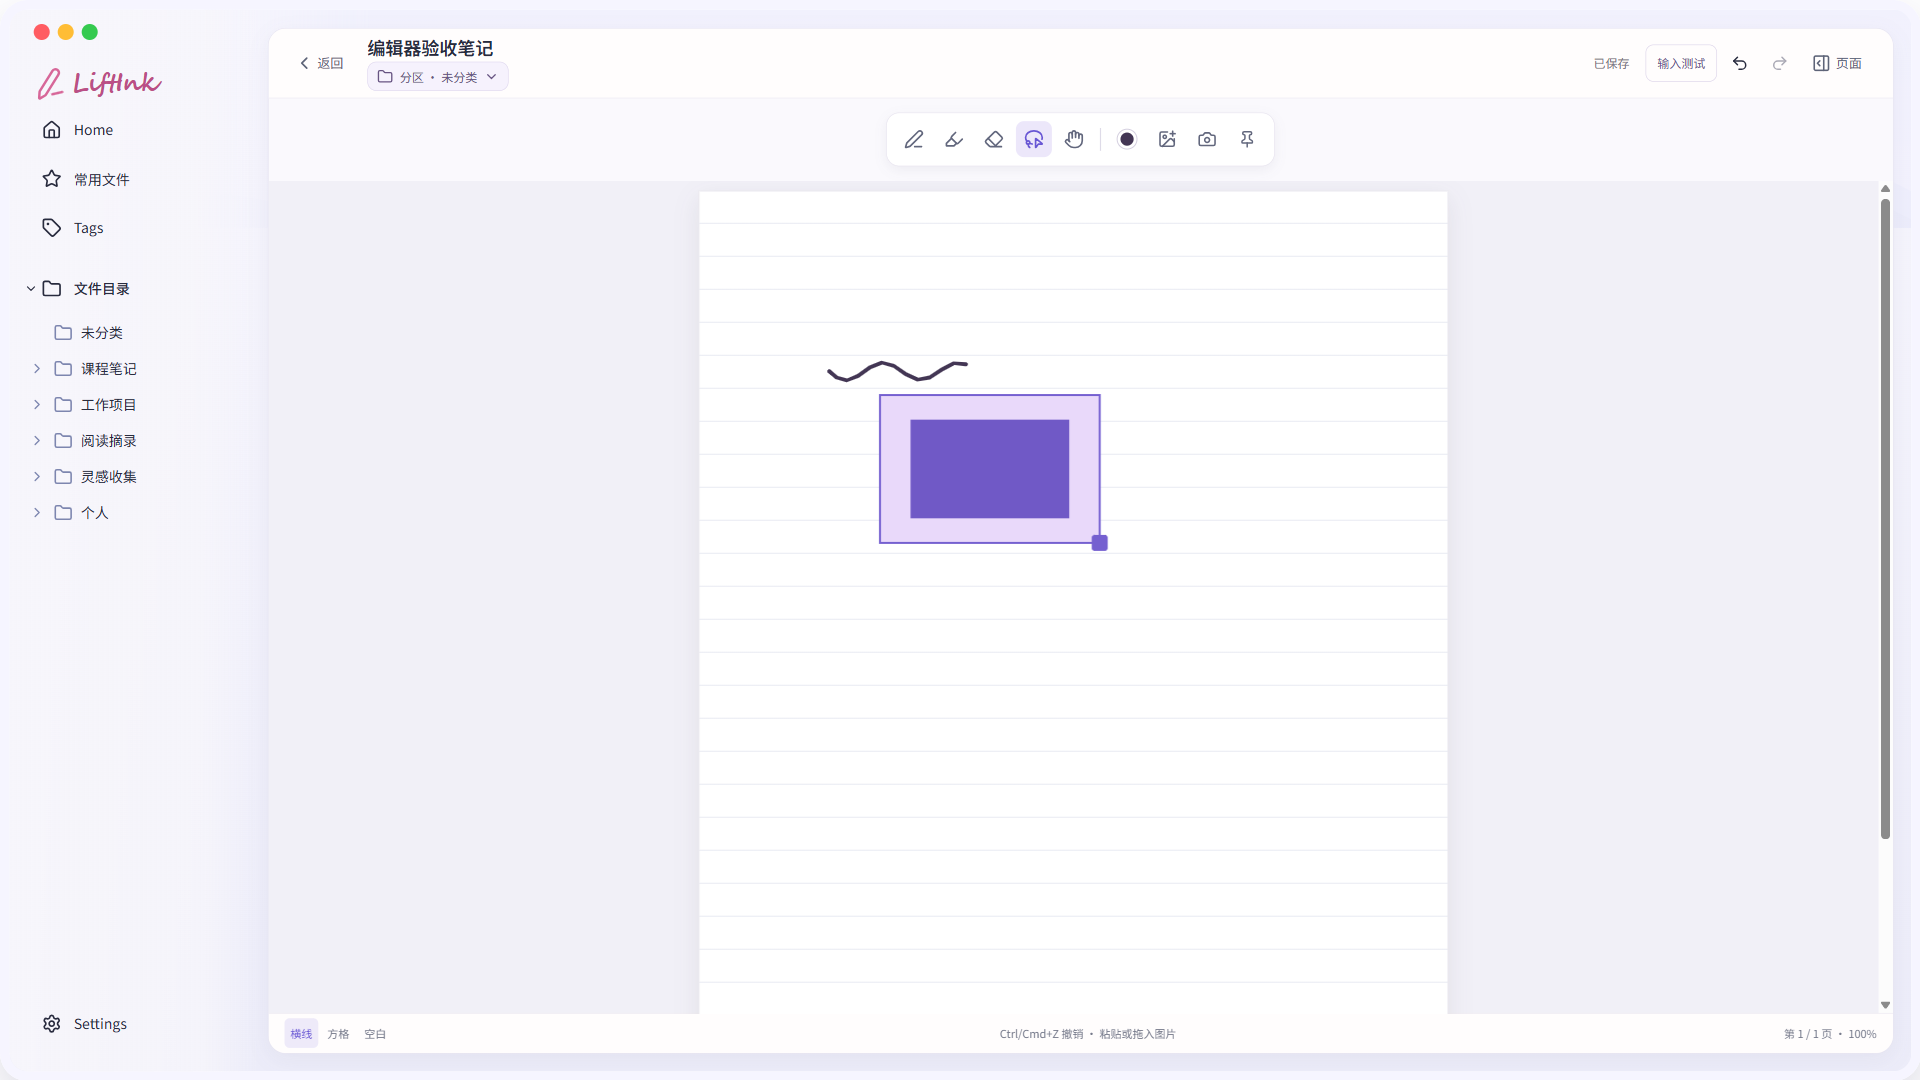 LiftInk
Home
常用文件
Tags
文件目录
未分类
课程笔记
工作项目
阅读摘录
灵感收集
个人
Settings
返回
编辑器验收笔记
分区 • 未分类
已保存
输入测试
页面
横线
方格
空白
Ctrl/Cmd+Z 撤销 • 粘贴或拖入图片
第 1 / 1 页 • 100%